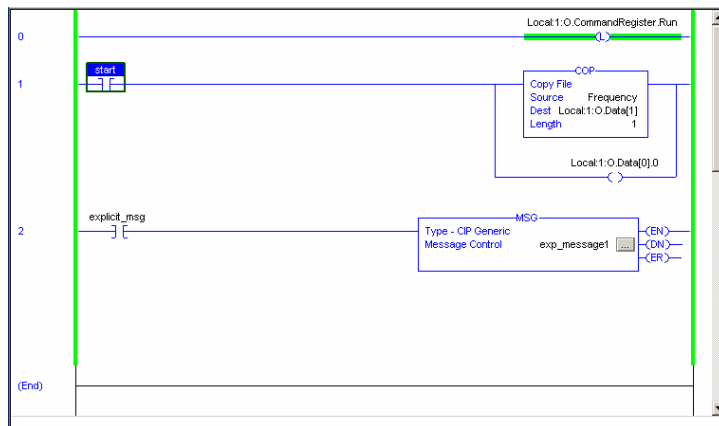 Local:1:O.CommandRegister.Run
0
L
start
1
COP
Copy File
Source Frequency
Dest Local:1:O.Data[1]
Length 1
Local:1:O.Data[0].0
explicit_msg
2
MSG
Type - CIP Generic
Message Control exp_message1 ...
EN
DN
ER
(End)